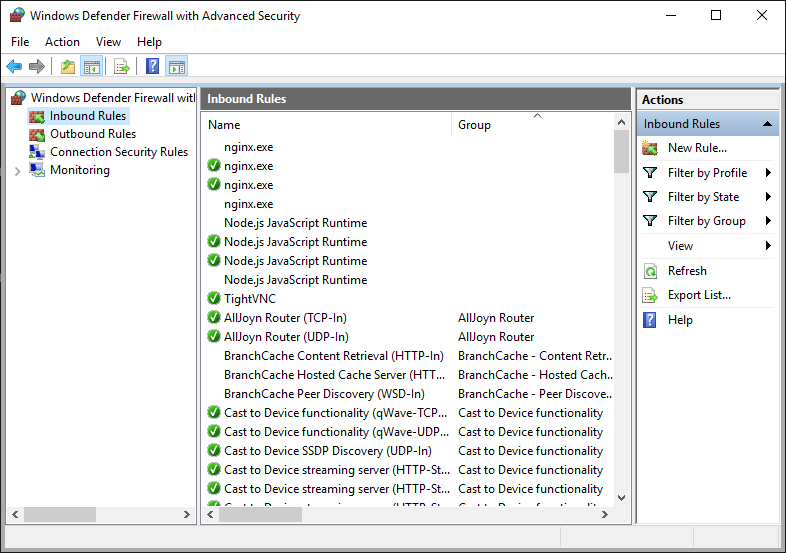 Windows Defender Firewall with Advanced Security
File Action View Help
Windows Defender Firewall wit
Inbound Rules
Outbound Rules
Connection Security Rules
Monitoring
Inbound Rules
Name Group
nginx.exe
nginx.exe
nginx.exe
nginx.exe
Node.js JavaScript Runtime
Node.js JavaScript Runtime
Node.js JavaScript Runtime
Node.js JavaScript Runtime
TightVNC
AllJoyn Router (TCP-In) AllJoyn Router
AllJoyn Router (UDP-In) AllJoyn Router
BranchCache Content Retrieval (HTTP-In) BranchCache - Content Retr...
BranchCache Hosted Cache Server (HTT... BranchCache - Hosted Cach...
BranchCache Peer Discovery (WSD-In) BranchCache - Peer Discove...
Cast to Device functionality (qWave-TCP... Cast to Device functionality
Cast to Device functionality (qWave-UDP... Cast to Device functionality
Cast to Device SSDP Discovery (UDP-In) Cast to Device functionality
Cast to Device streaming server (HTTP-St... Cast to Device functionality
Cast to Device streaming server (HTTP-St... Cast to Device functionality
Actions
Inbound Rules
New Rule...
Filter by Profile
Filter by State
Filter by Group
View
Refresh
Export List...
Help